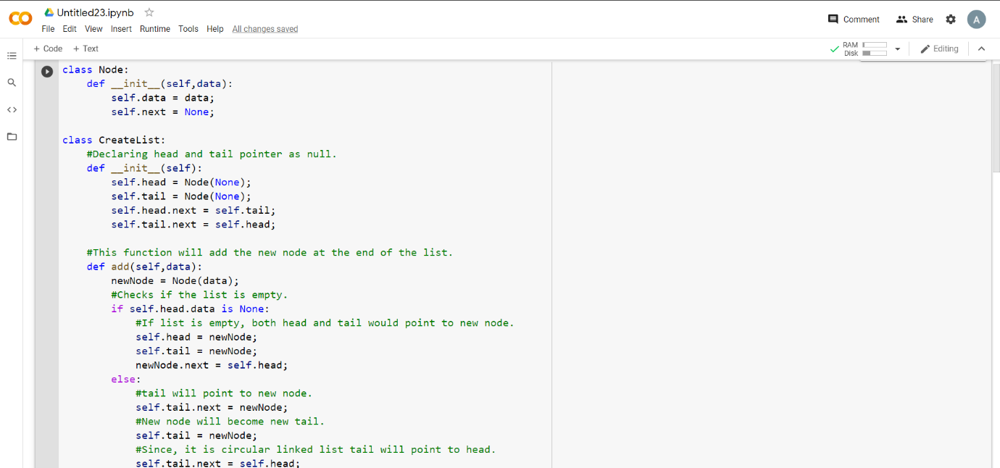 Untitled23.ipynb
File Edit View Insert Runtime Tools Help All changes saved
Comment Share A
+ Code + Text
RAM
Disk
Editing
class Node:
    def __init__(self,data):
        self.data = data;
        self.next = None;

class CreateList:
    #Declaring head and tail pointer as null.
    def __init__(self):
        self.head = Node(None);
        self.tail = Node(None);
        self.head.next = self.tail;
        self.tail.next = self.head;

    #This function will add the new node at the end of the list.
    def add(self,data):
        newNode = Node(data);
        #Checks if the list is empty.
        if self.head.data is None:
            #If list is empty, both head and tail would point to new node.
            self.head = newNode;
            self.tail = newNode;
            newNode.next = self.head;
        else:
            #tail will point to new node.
            self.tail.next = newNode;
            #New node will become new tail.
            self.tail = newNode;
            #Since, it is circular linked list tail will point to head.
            self.tail.next = self.head;